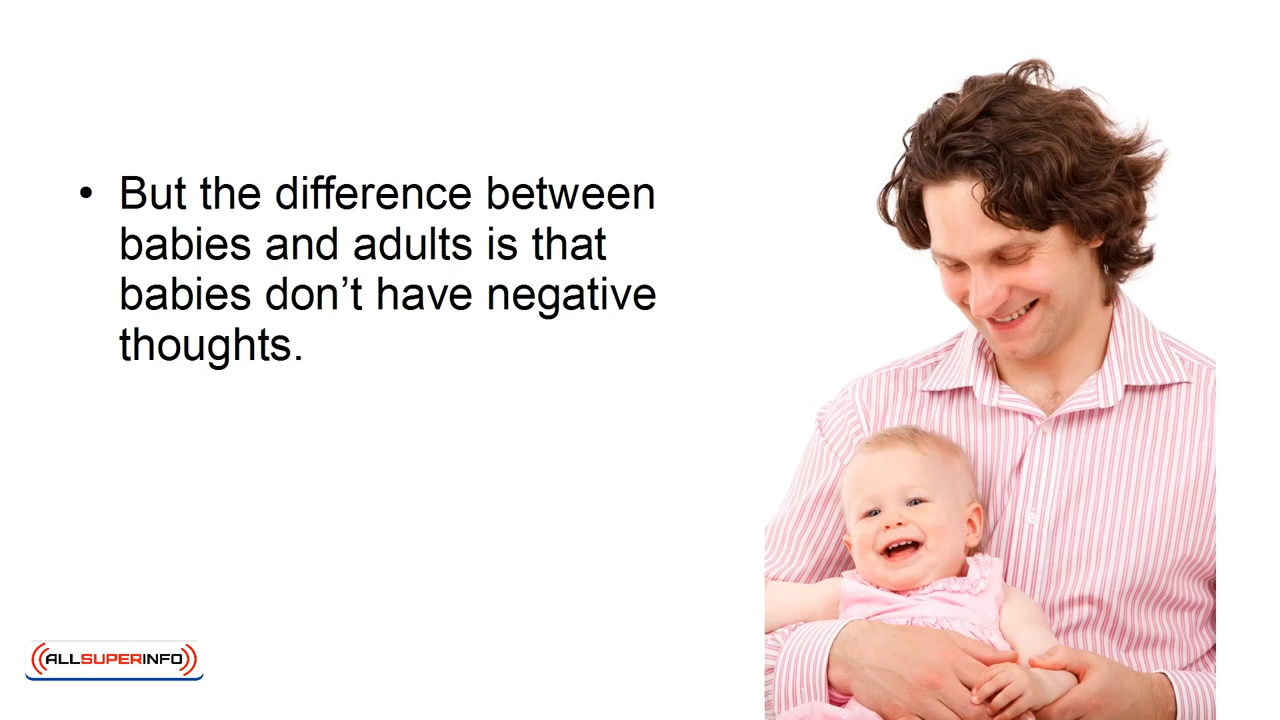 • But the difference between
babies and adults is that
babies don’t have negative
thoughts.
ALLSUPERINFO